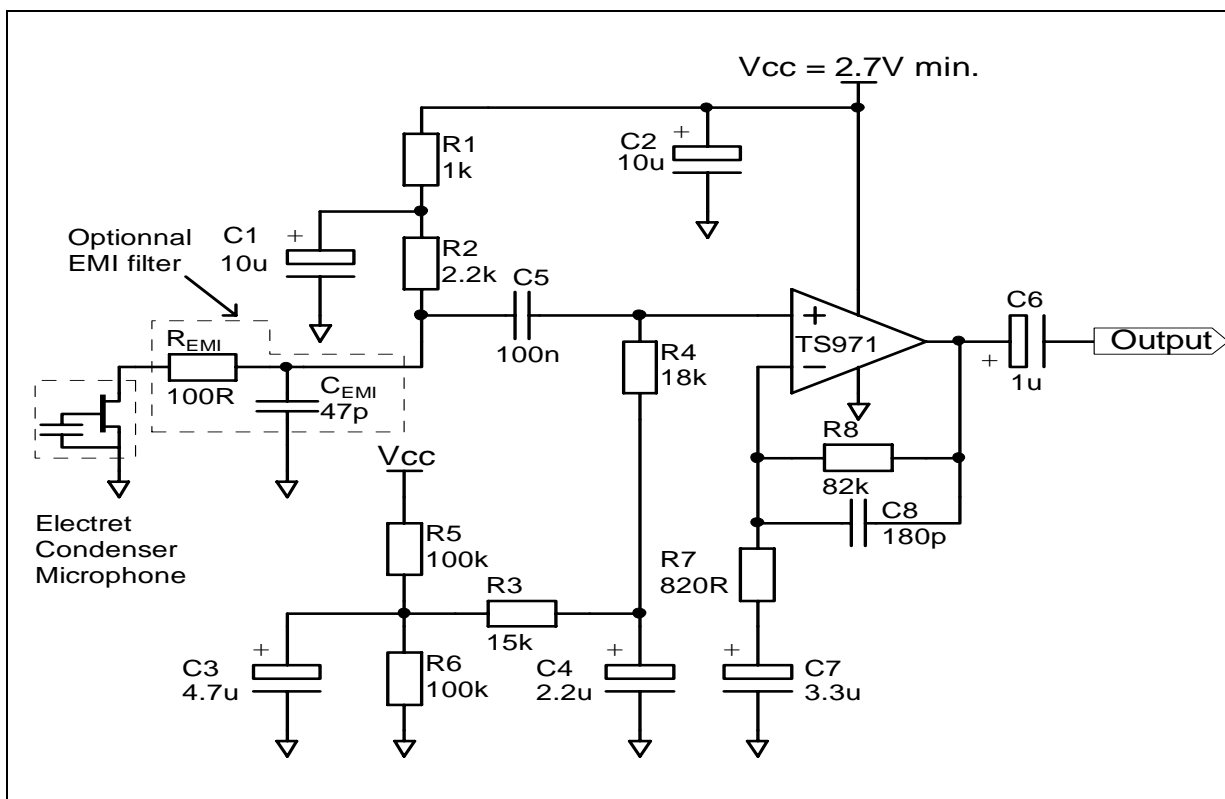 Vcc = 2.7V min.
R1
1k
C2
10u
+
Optionnal
EMI filter
C1
10u
+
R2
2.2k
C5
100n
R4
18k
+
TS971
−
C6
+
1u
Output
REMI
100R
CEMI
47p
R8
82k
C8
180p
Vcc
Electret
Condenser
Microphone
R5
100k
R3
15k
R7
820R
C3
4.7u
+
R6
100k
C4
2.2u
+
+
C7
3.3u